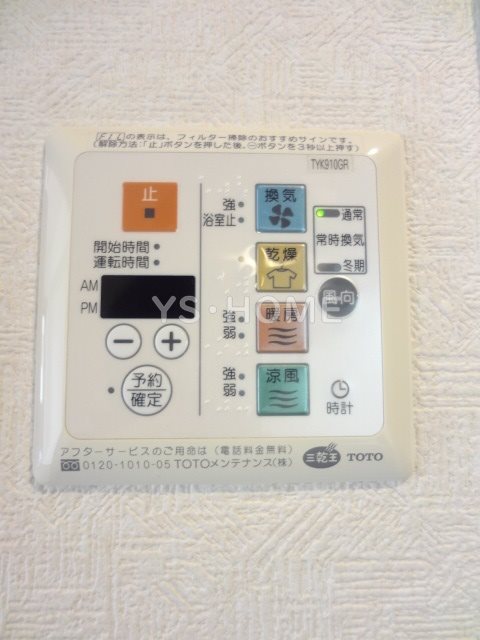 FILの表示は、フィルター掃除のおすすめサインです。
(解除方法:「止」ボタンを押した後、⊖ボタンを3秒以上押す)
TYK910GR
止
換気
強
浴室止
通常
常時換気
冬期
乾燥
開始時間
運転時間
AM
PM
風向
暖房
強
弱
予約
確定
涼風
強
弱
時計
YS・HOME
アフターサービスのご用命は (電話料金無料)
0120-1010-05 TOTOメンテナンス(株)
三乾王 TOTO